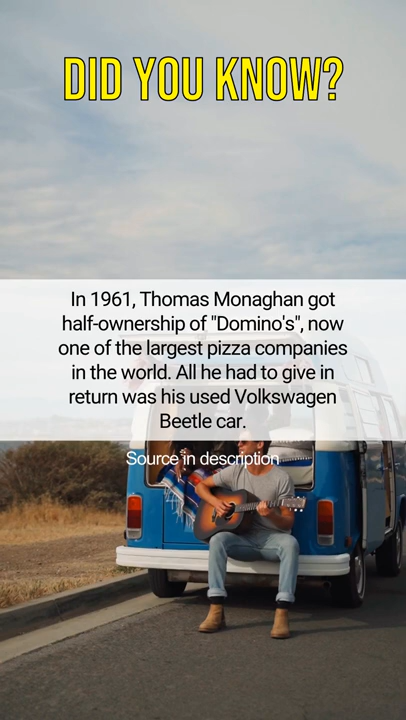 DID YOU KNOW?
In 1961, Thomas Monaghan got
half-ownership of "Domino's", now
one of the largest pizza companies
in the world. All he had to give in
return was his used Volkswagen
Beetle car.
Source in description